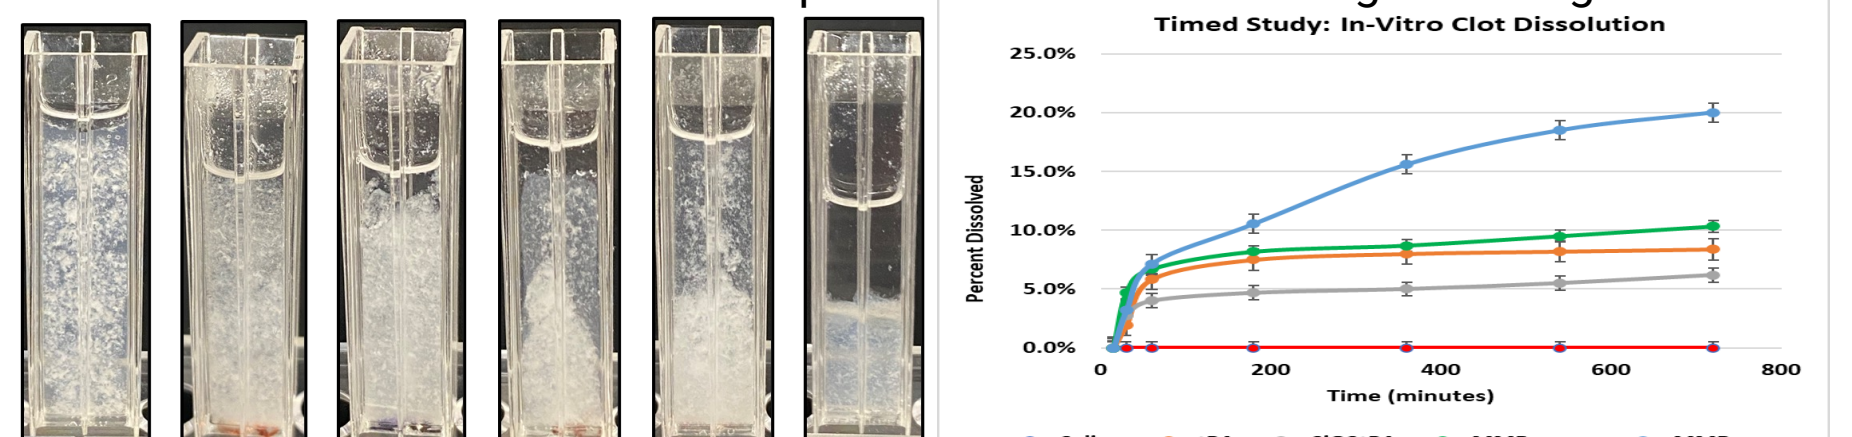 Timed Study: In-Vitro Clot Dissolution
25.0%
20.0%
15.0%
10.0%
5.0%
0.0%
Percent Dissolved
0 200 400 600 800
Time (minutes)